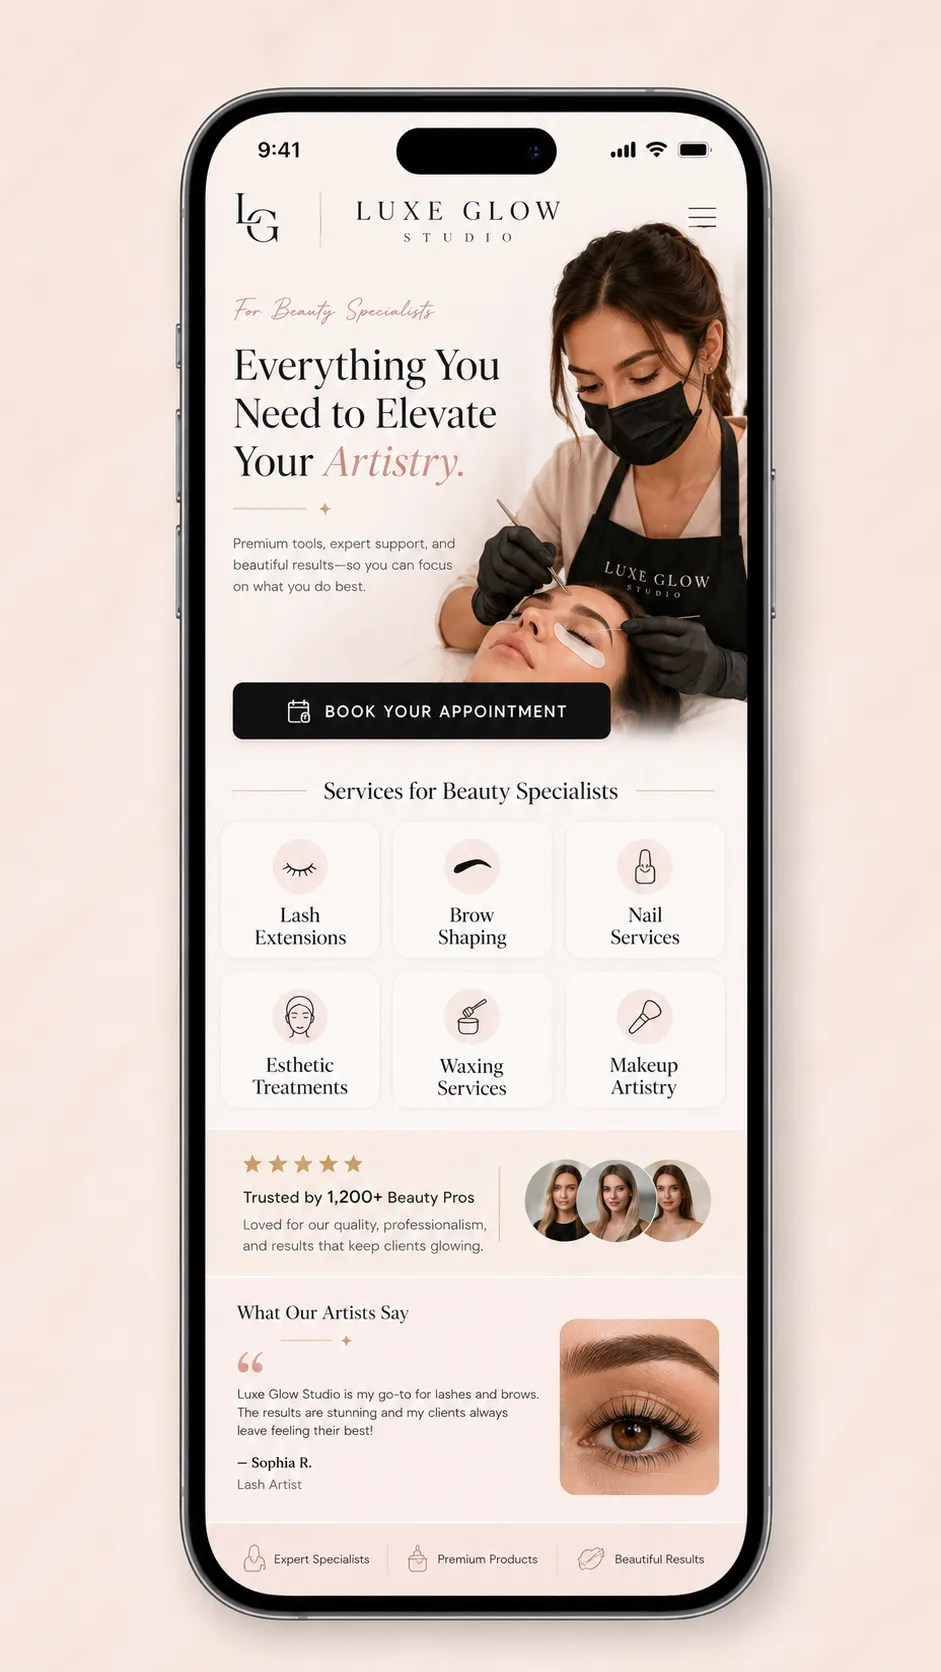 9:41
LG
LUXE GLOW
STUDIO
For Beauty Specialists
Everything You
Need to Elevate
Your Artistry.
Premium tools, expert support, and
beautiful results—so you can focus
on what you do best.
LUXE GLOW
STUDIO
BOOK YOUR APPOINTMENT
Services for Beauty Specialists
Lash
Extensions
Brow
Shaping
Nail
Services
Esthetic
Treatments
Waxing
Services
Makeup
Artistry
Trusted by 1,200+ Beauty Pros
Loved for our quality, professionalism,
and results that keep clients glowing.
What Our Artists Say
“
Luxe Glow Studio is my go-to for lashes and brows.
The results are stunning and my clients always
leave feeling their best!
— Sophia R.
Lash Artist
Expert Specialists
Premium Products
Beautiful Results